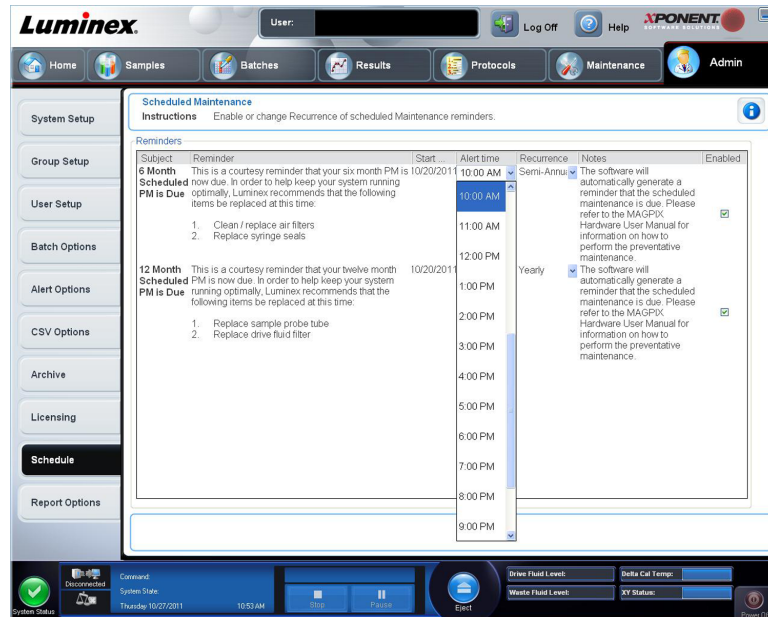 Luminex.
User:
Log Off
Help
XPONENT.
SOFTWARE SOLUTIONS
Home
Samples
Batches
Results
Protocols
Maintenance
Admin
System Setup
Group Setup
User Setup
Batch Options
Alert Options
CSV Options
Archive
Licensing
Schedule
Report Options
Scheduled Maintenance
Instructions Enable or change Recurrence of scheduled Maintenance reminders.
Reminders
Subject Reminder Start ... Alert time Recurrence Notes Enabled
6 Month
Scheduled
PM is Due
This is a courtesy reminder that your six month PM is
now due. In order to help keep your system running
optimally, Luminex recommends that the following
items be replaced at this time:
1. Clean / replace air filters
2. Replace syringe seals
10/20/2011
10:00 AM
Semi-Annu
The software will
automatically generate a
reminder that the scheduled
maintenance is due. Please
refer to the MAGPIX
Hardware User Manual for
information on how to
perform the preventative
maintenance.
12 Month
Scheduled
PM is Due
This is a courtesy reminder that your twelve month
PM is now due. In order to help keep your system
running optimally, Luminex recommends that the
following items be replaced at this time:
1. Replace sample probe tube
2. Replace drive fluid filter
10/20/2011
Yearly
The software will
automatically generate a
reminder that the scheduled
maintenance is due. Please
refer to the MAGPIX
Hardware User Manual for
information on how to
perform the preventative
maintenance.
10:00 AM
11:00 AM
12:00 PM
1:00 PM
2:00 PM
3:00 PM
4:00 PM
5:00 PM
6:00 PM
7:00 PM
8:00 PM
9:00 PM
System Status
Disconnected
Command:
System State:
Thursday 10/27/2011 10:53 AM
Stop
Pause
Eject
Drive Fluid Level:
Waste Fluid Level:
Delta Cal Temp:
XY Status:
Power Of